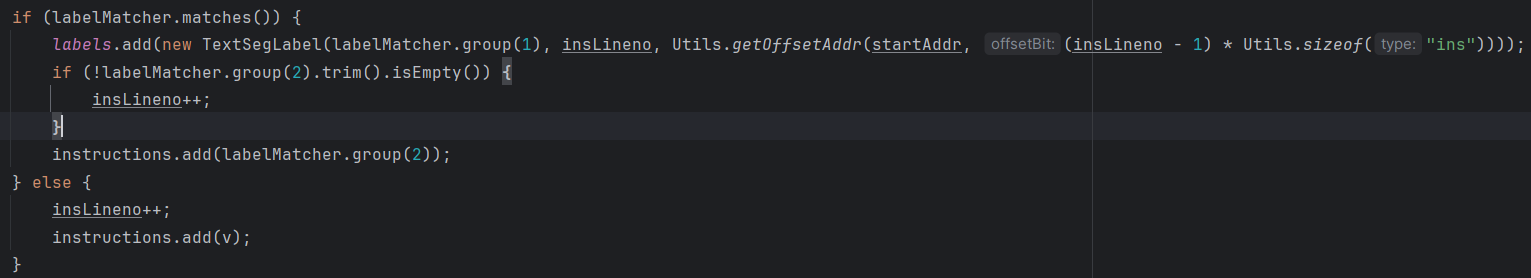 if (labelMatcher.matches()) {
    labels.add(new TextSegLabel(labelMatcher.group(1), insLineno, Utils.getOffsetAddr(startAddr, offsetBit: (insLineno - 1) * Utils.sizeof( type: "ins"))));
    if (!labelMatcher.group(2).trim().isEmpty()) {
        insLineno++;
    }
    instructions.add(labelMatcher.group(2));
} else {
    insLineno++;
    instructions.add(v);
}